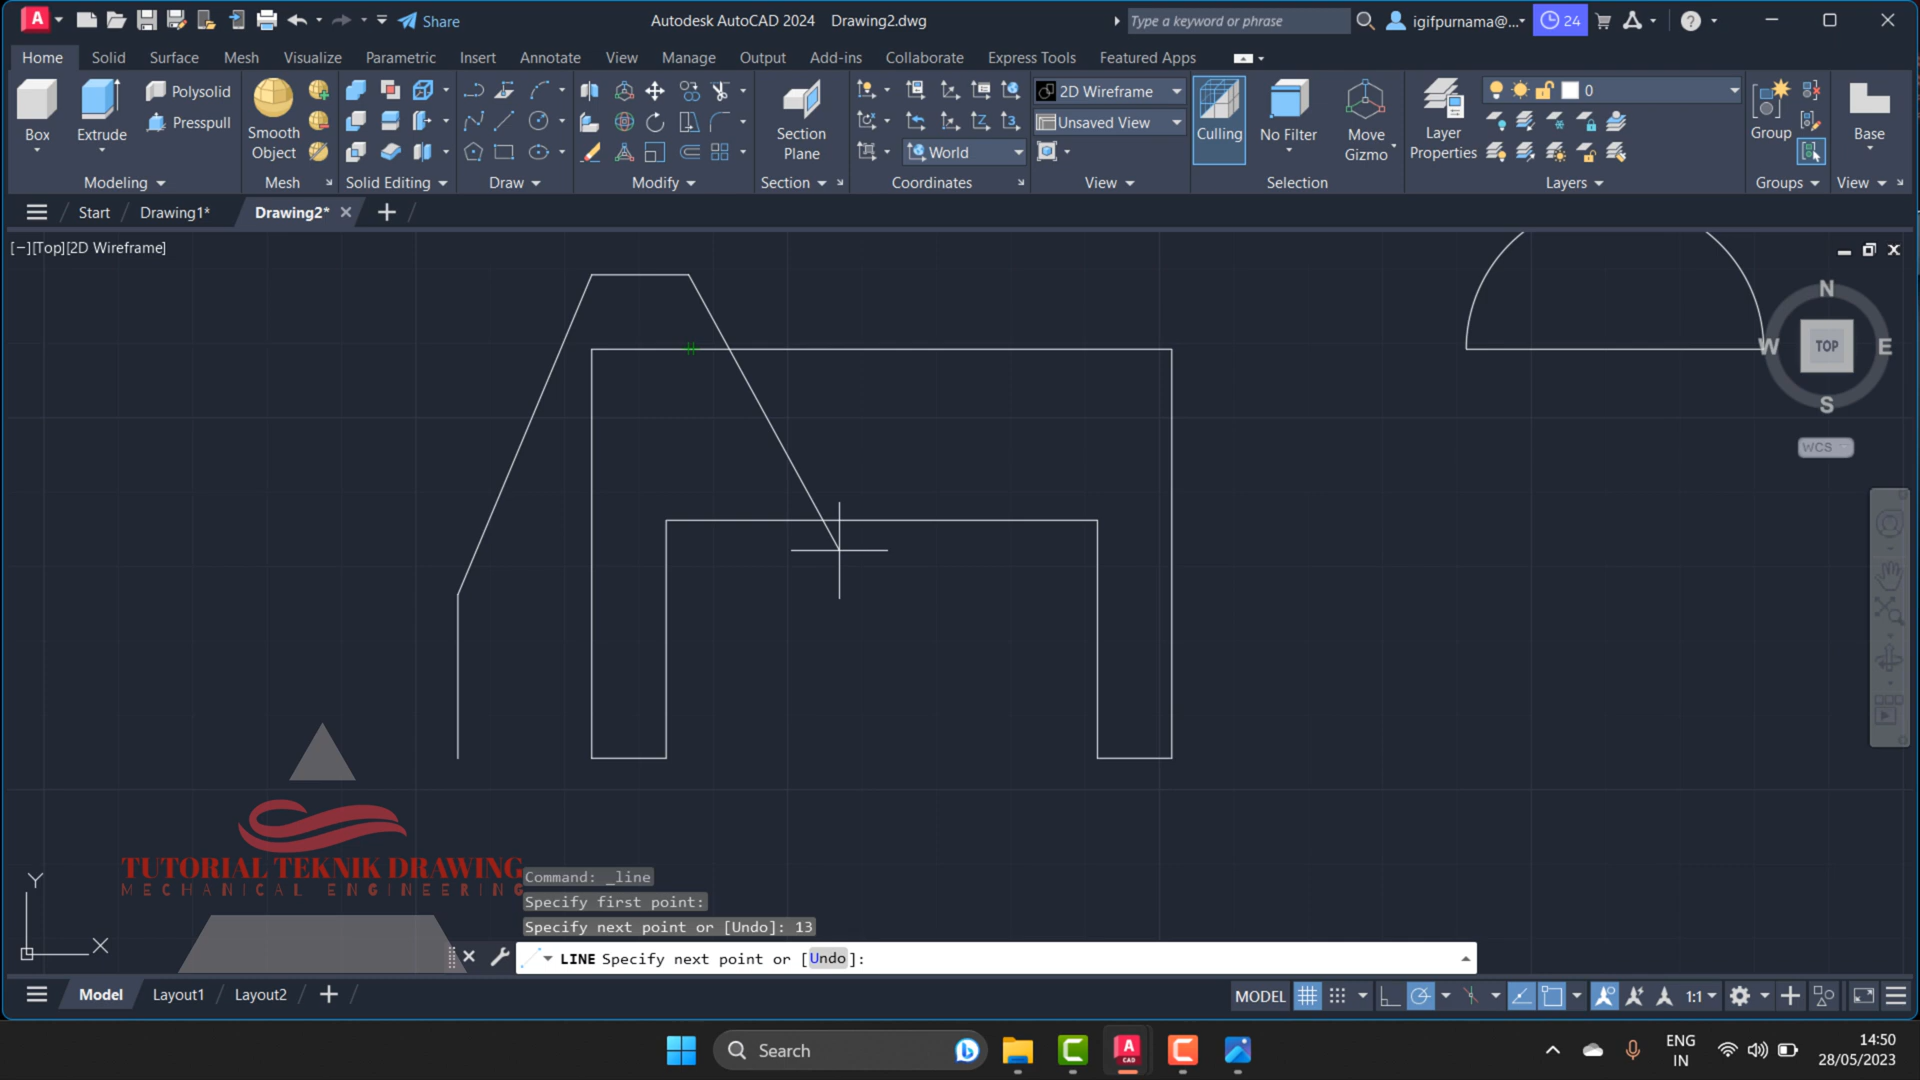 Share
Autodesk AutoCAD 2024 Drawing2.dwg
Type a keyword or phrase
igifpurnama@...
24
Home Solid Surface Mesh Visualize Parametric Insert Annotate View Manage Output Add-ins Collaborate Express Tools Featured Apps
Box
Extrude
Polysolid
Presspull
Smooth
Object
Section
Plane
World
2D Wireframe
Unsaved View
Culling
No Filter
Move
Gizmo
Layer
Properties
0
Group
Base
Modeling Mesh Solid Editing Draw Modify Section Coordinates View Selection Layers Groups View
Start Drawing1* Drawing2*
[−][Top][2D Wireframe]
N
W TOP E
S
WCS
TUTORIAL TEKNIK DRAWING
MECHANICAL ENGINEERING
Y
X
Command: _line
Specify first point:
Specify next point or [Undo]: 13
LINE Specify next point or [Undo]:
Model Layout1 Layout2
MODEL
1:1
Search
ENG
IN
14:50
28/05/2023